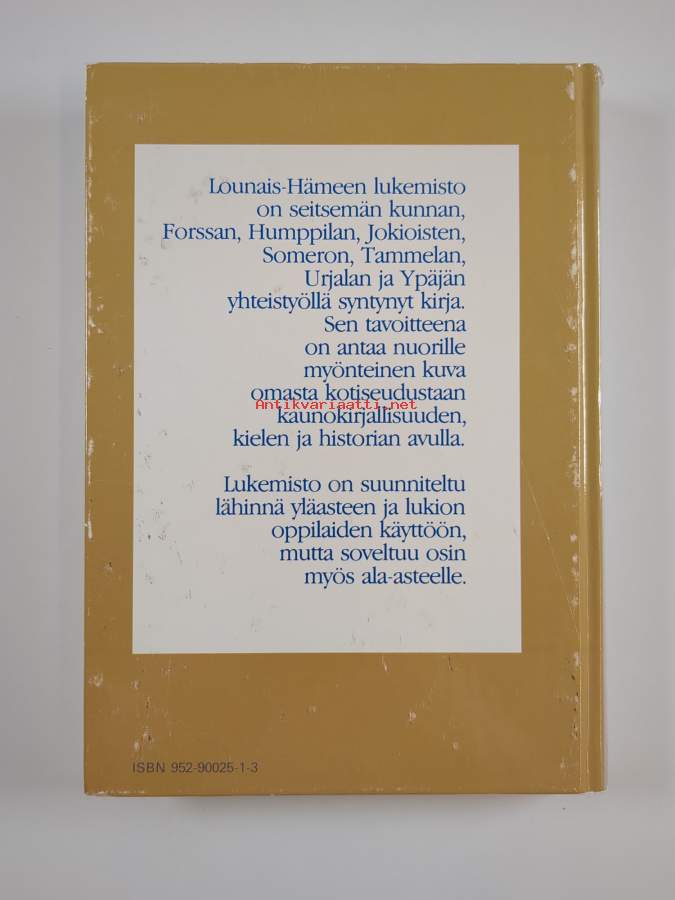 Lounais-Hämeen lukemisto
on seitsemän kunnan,
Forssan, Humppilan, Jokioisten,
Someron, Tammelan,
Urjalan ja Ypäjän
yhteistyöllä syntynyt kirja.
Sen tavoitteena
on antaa nuorille
myönteinen kuva
omasta kotiseudustaan
Antikvariaatti.net
kaunokirjallisuuden,
kielen ja historian avulla.
Lukemisto on suunniteltu
lähinnä yläasteen ja lukion
oppilaiden käyttöön,
mutta soveltuu osin
myös ala-asteelle.
ISBN 952-90025-1-3